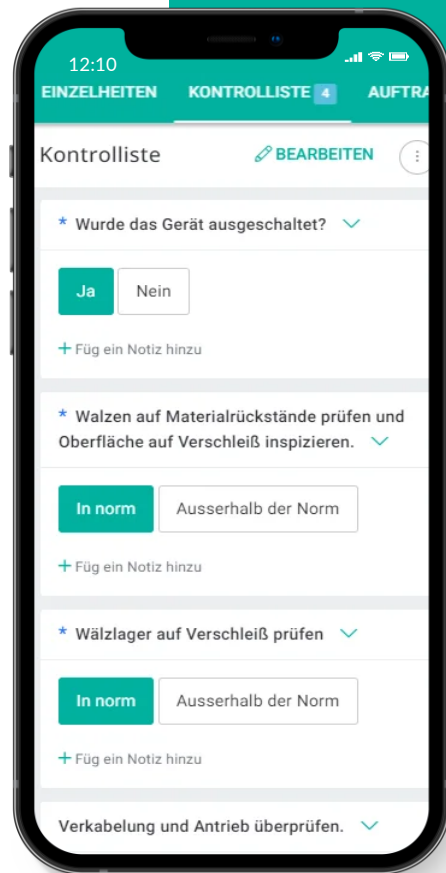 12:10
EINZELHEITEN KONTROLLISTE 4 AUFTRA
Kontrolliste BEARBEITEN
* Wurde das Gerät ausgeschaltet?
Ja Nein
+ Füg ein Notiz hinzu
* Walzen auf Materialrückstände prüfen und
Oberfläche auf Verschleiß inspizieren.
In norm Ausserhalb der Norm
+ Füg ein Notiz hinzu
* Wälzlager auf Verschleiß prüfen
In norm Ausserhalb der Norm
+ Füg ein Notiz hinzu
Verkabelung und Antrieb überprüfen.